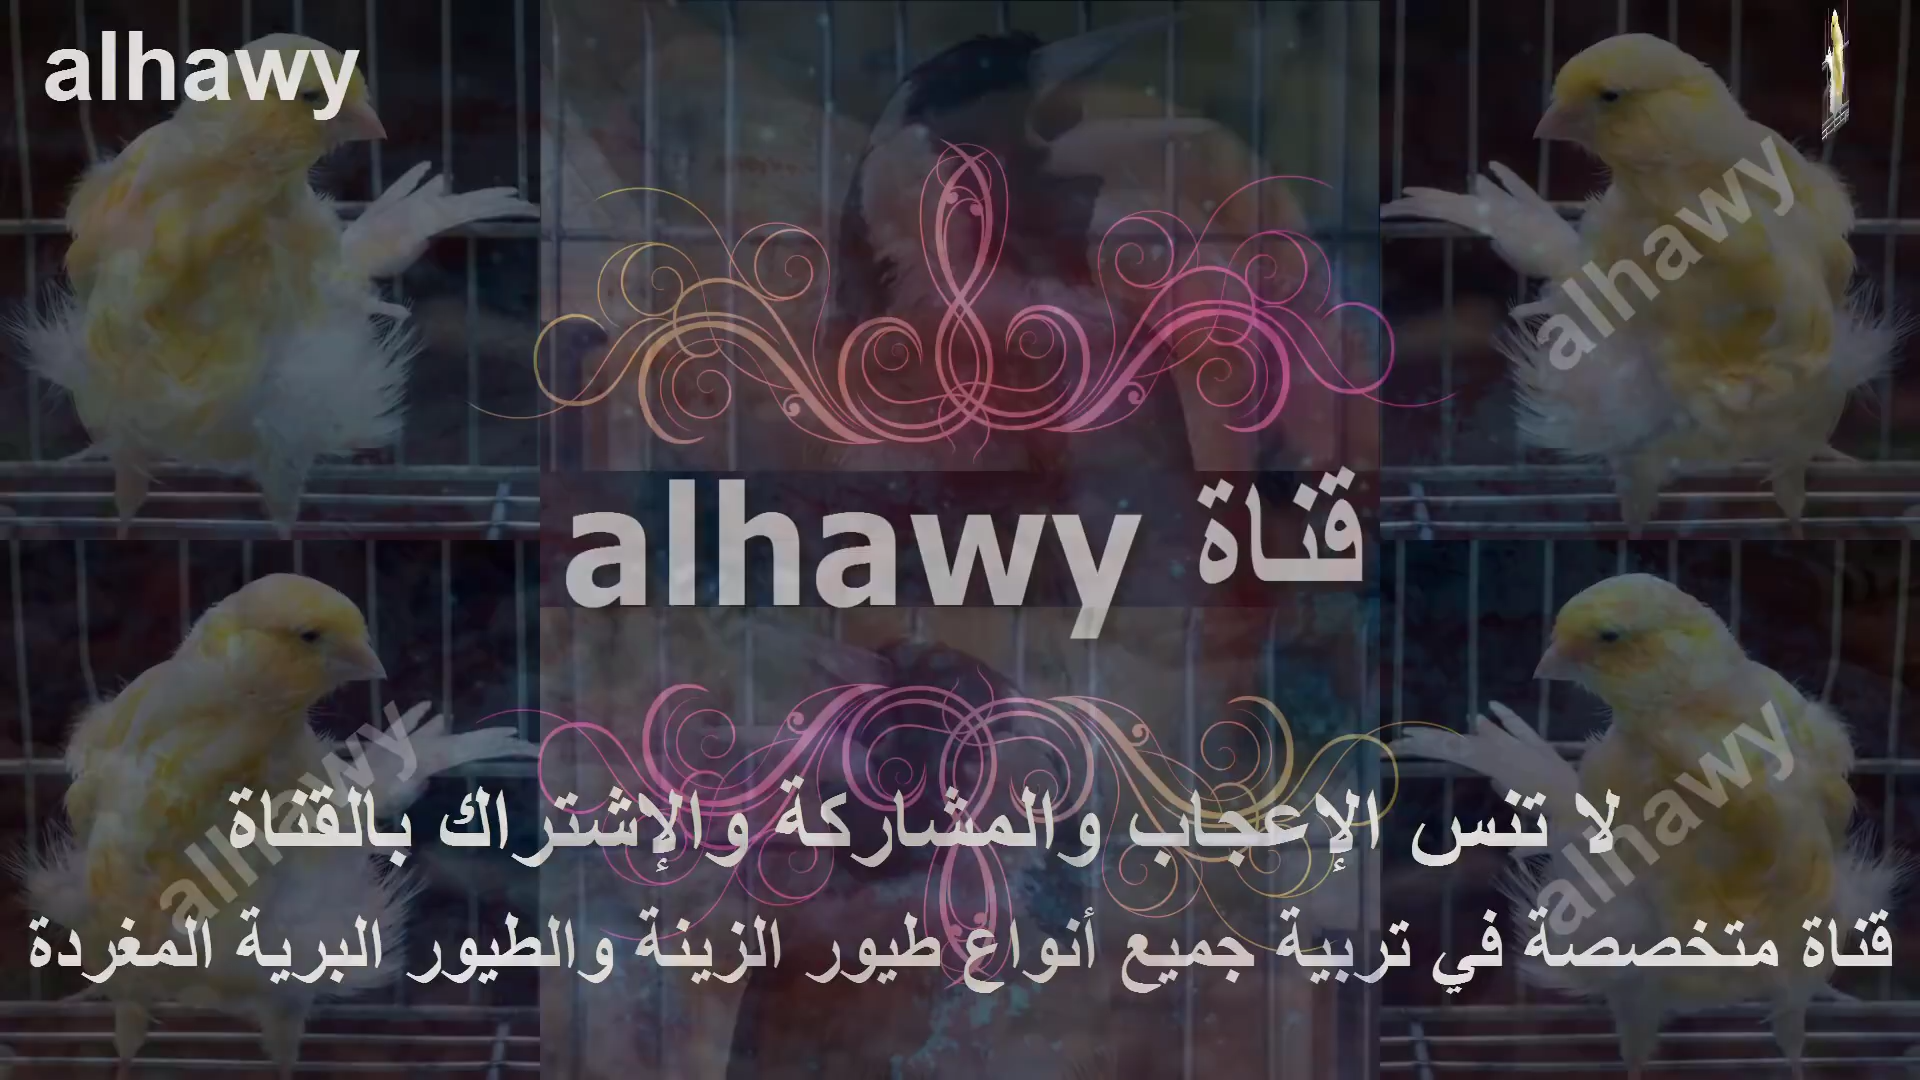 alhawy
alhawy
قناة alhawy
alhawy
alhawy
لا تنس الإعجاب والمشاركة والإشتراك بالقناة
قناة متخصصة في تربية جميع أنواع طيور الزينة والطيور البرية المغردة